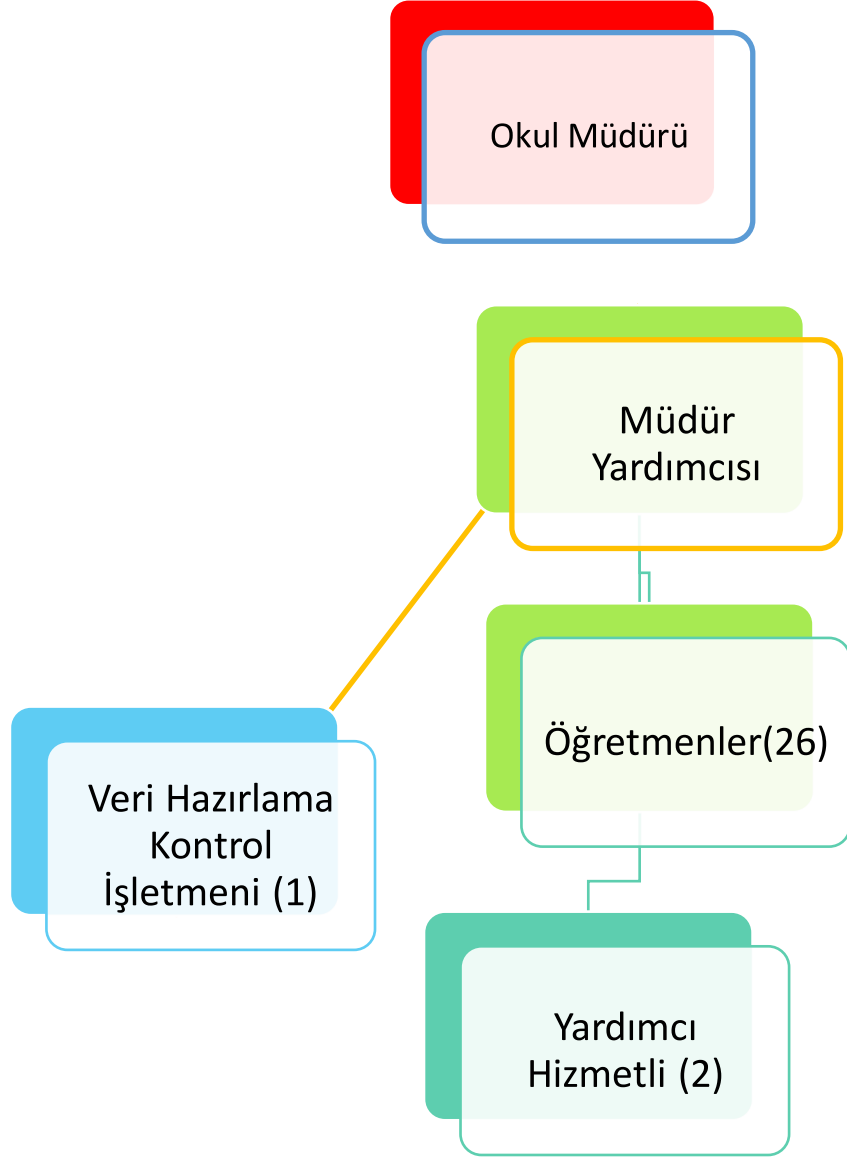 Okul Müdürü
Müdür
Yardımcısı
Öğretmenler(26)
Veri Hazırlama
Kontrol
İşletmeni (1)
Yardımcı
Hizmetli (2)